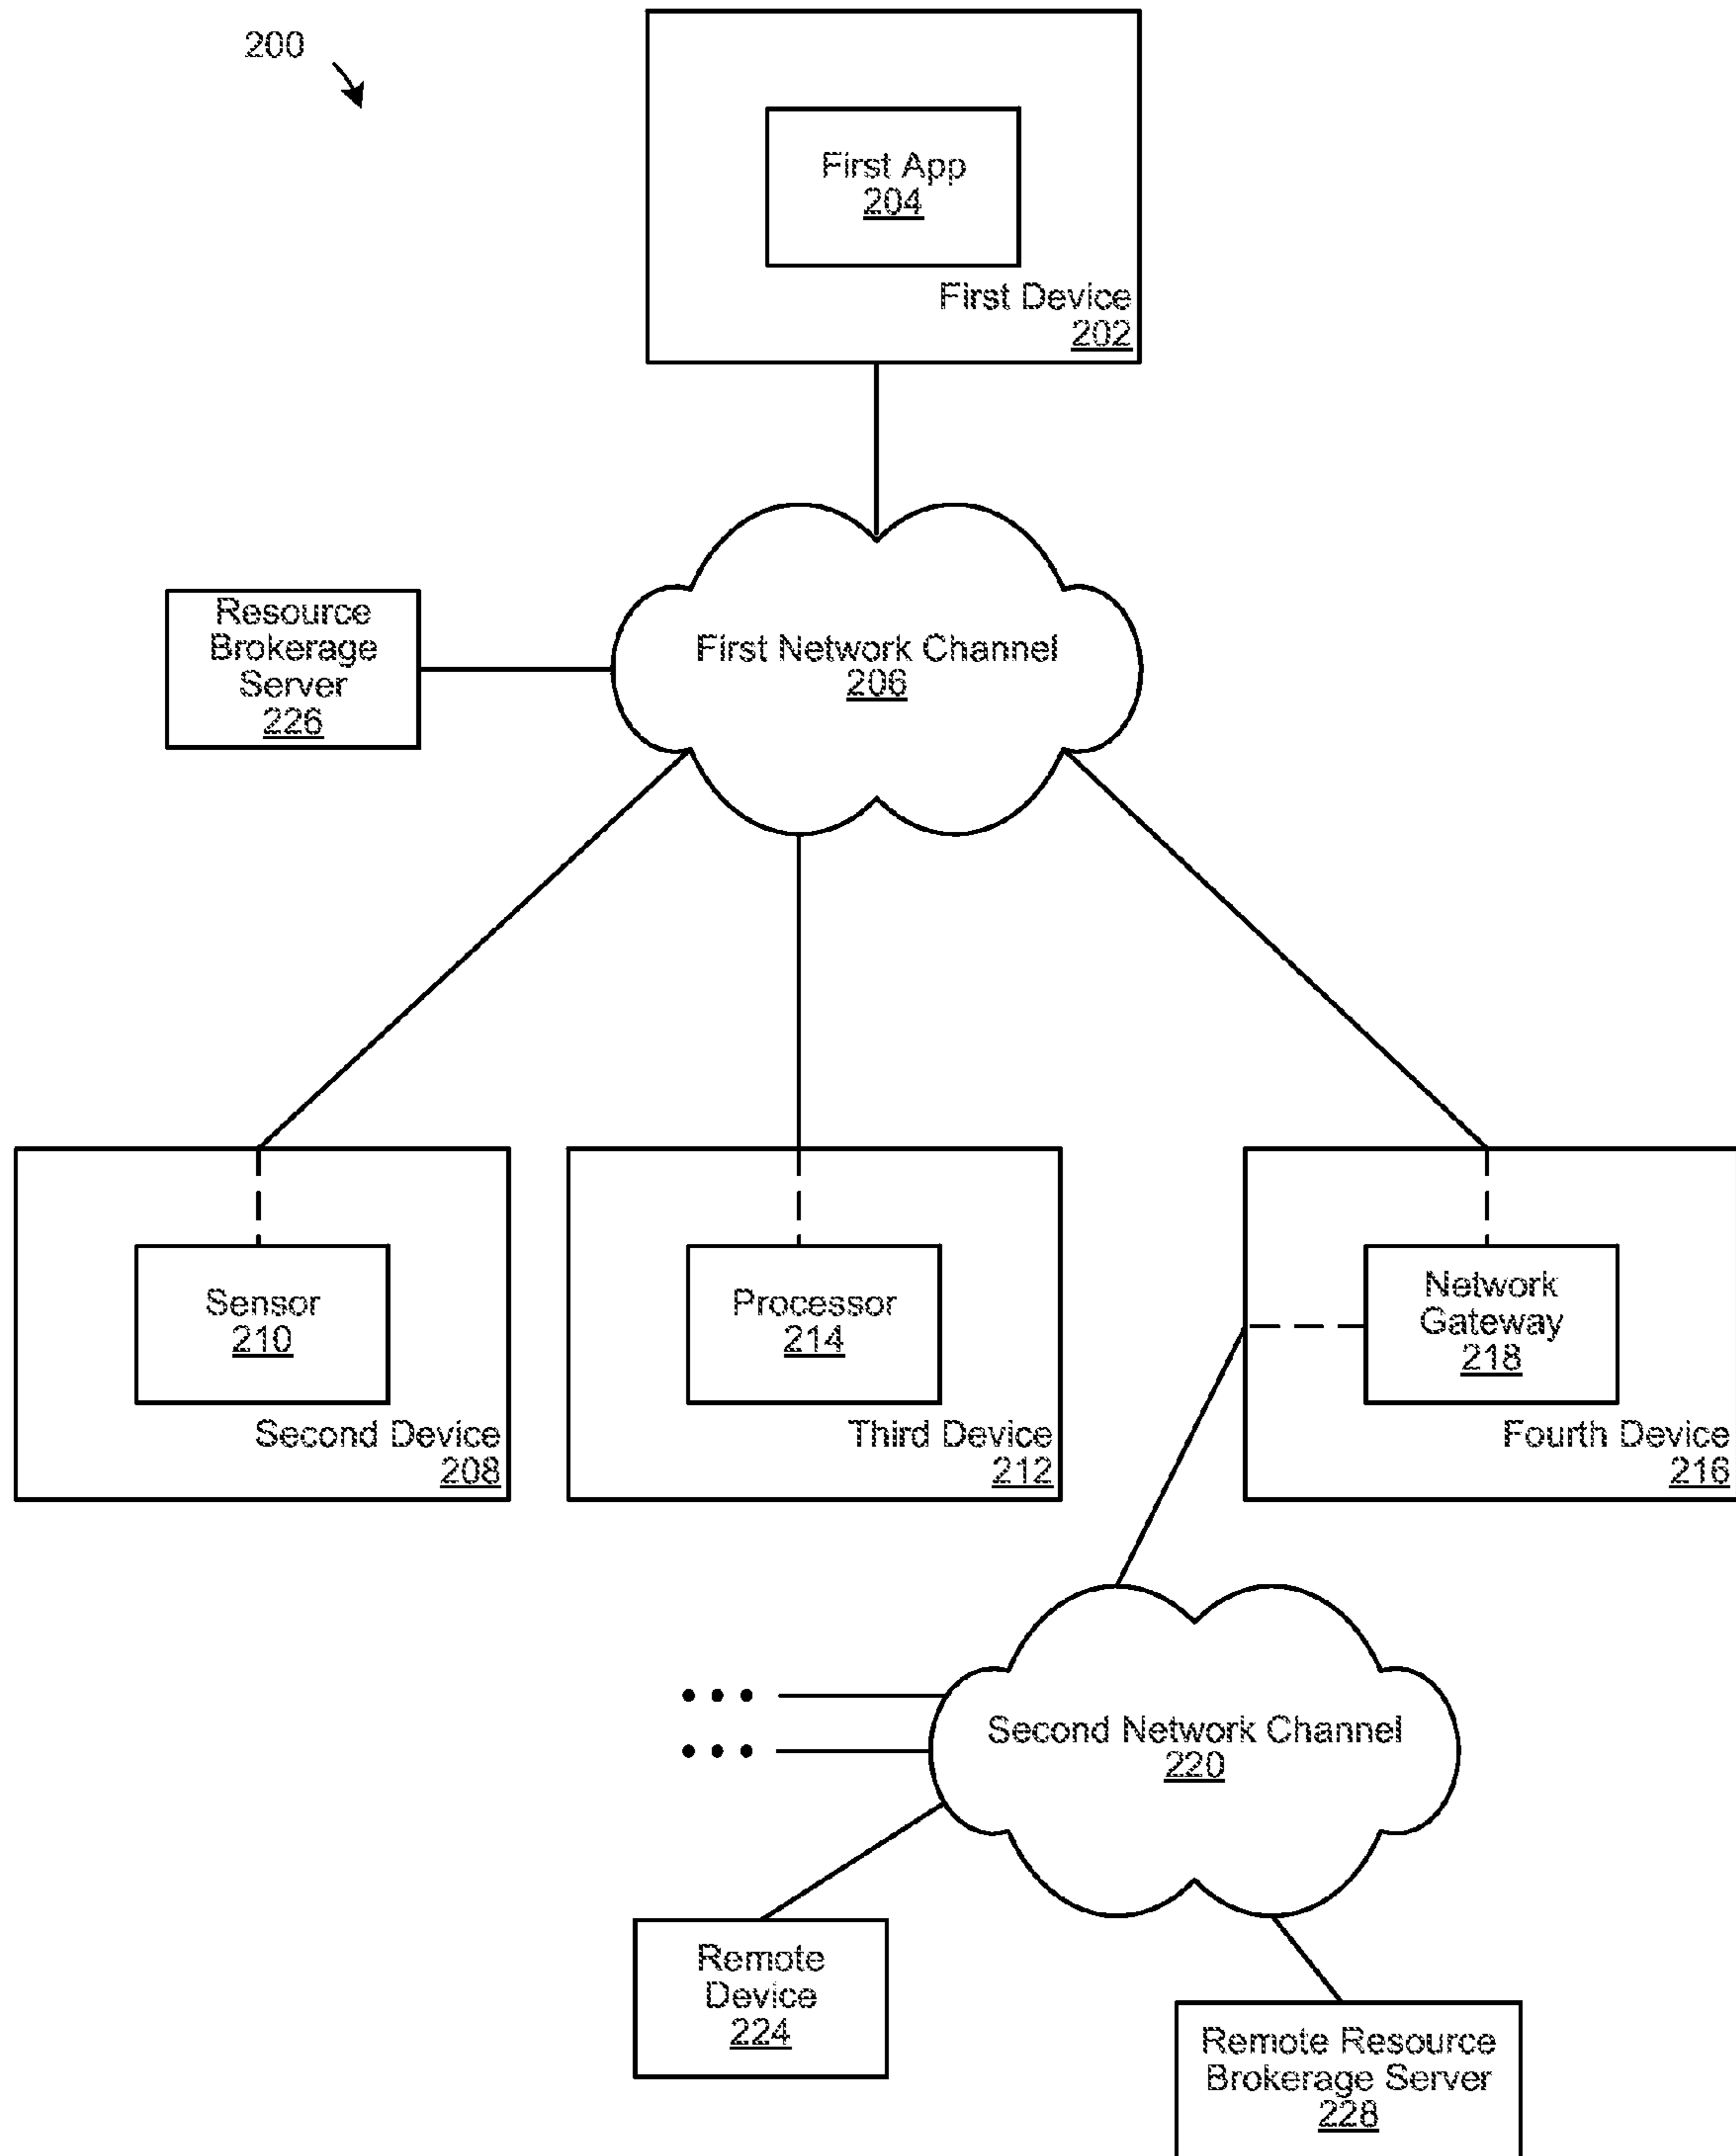 200
First App
204
First Device
202
Resource
Brokerage
Server
226
First Network Channel
206
Sensor
210
Second Device
208
Processor
214
Third Device
212
Network
Gateway
218
Fourth Device
216
Second Network Channel
220
Remote
Device
224
Remote Resource
Brokerage Server
228